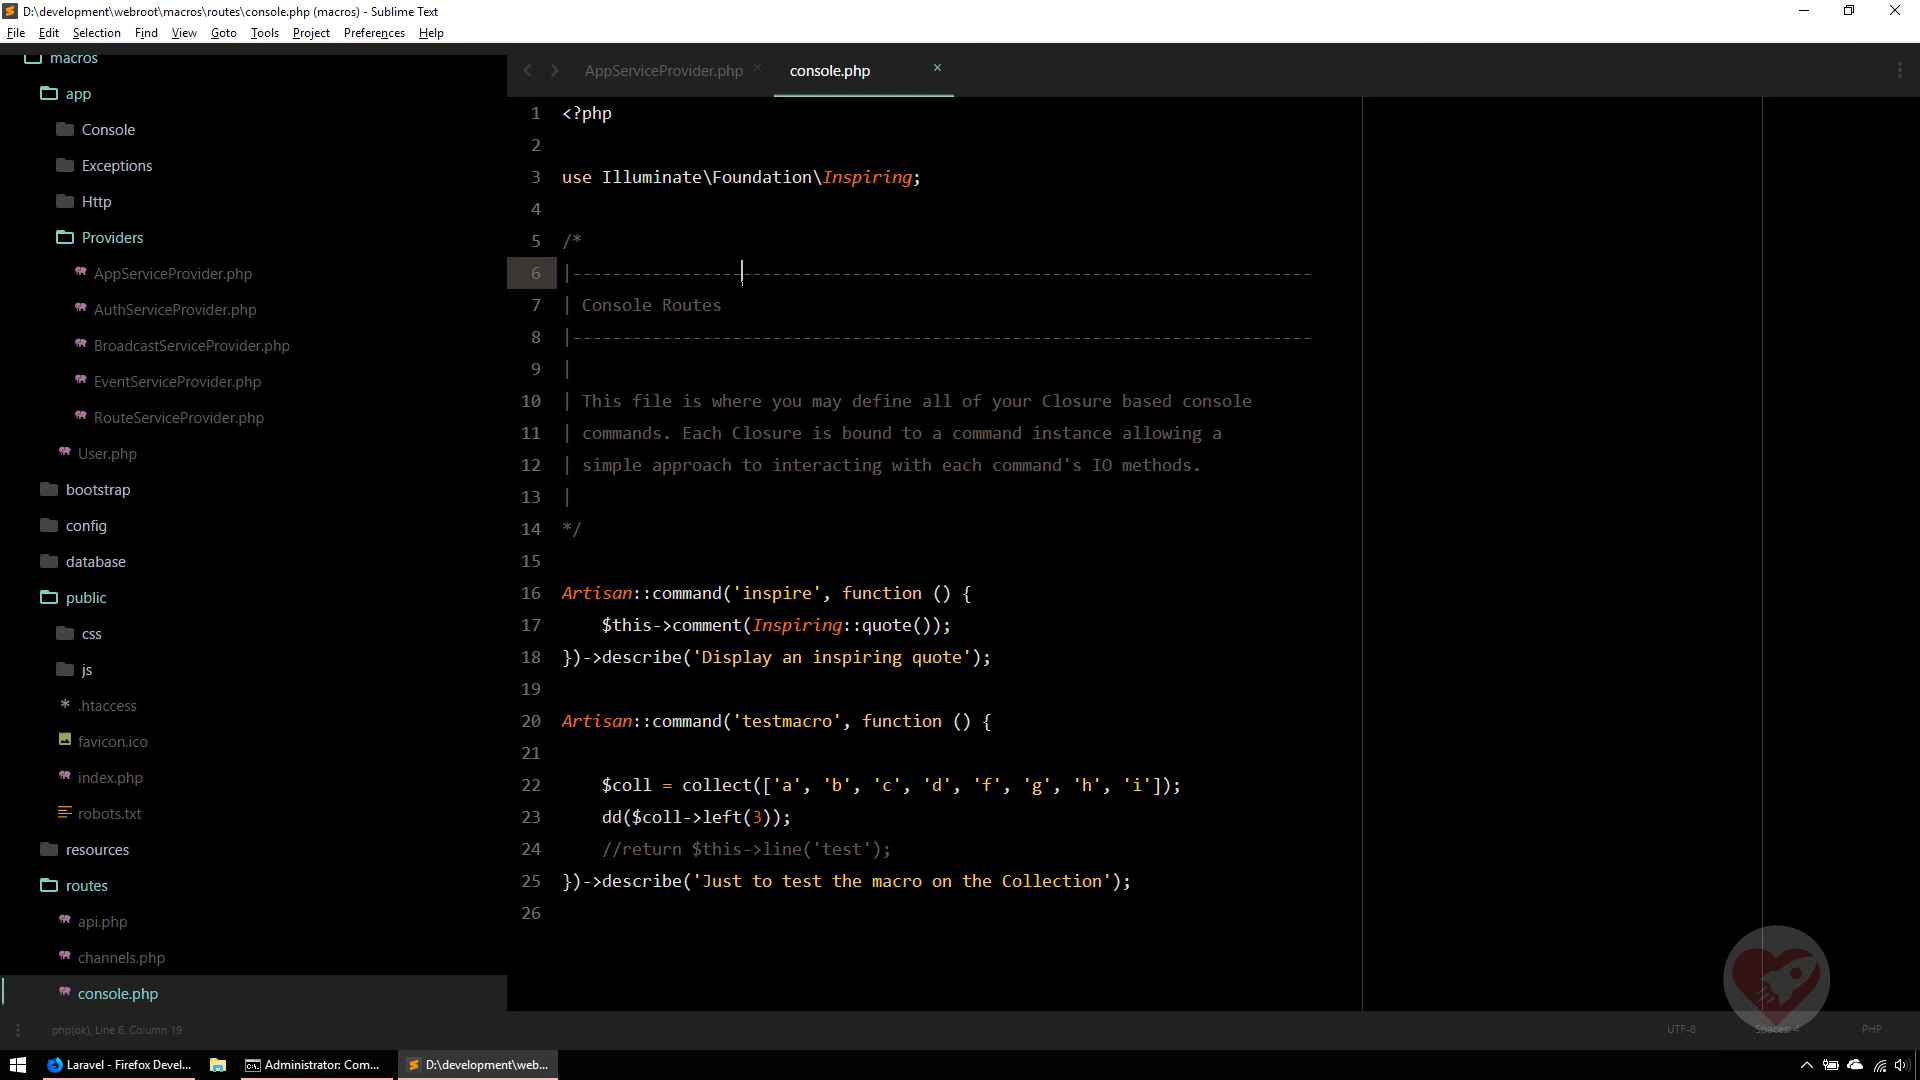 D:\development\webroot\macros\routes\console.php (macros) - Sublime Text
File Edit Selection Find View Goto Tools Project Preferences Help
macros
app
Console
Exceptions
Http
Providers
AppServiceProvider.php
AuthServiceProvider.php
BroadcastServiceProvider.php
EventServiceProvider.php
RouteServiceProvider.php
User.php
bootstrap
config
database
public
css
js
.htaccess
favicon.ico
index.php
robots.txt
resources
routes
api.php
channels.php
console.php
AppServiceProvider.php × console.php ×
1 <?php
2
3 use Illuminate\Foundation\Inspiring;
4
5 /*
6 |--------------------------------------------------------------------------
7 | Console Routes
8 |--------------------------------------------------------------------------
9 |
10 | This file is where you may define all of your Closure based console
11 | commands. Each Closure is bound to a command instance allowing a
12 | simple approach to interacting with each command's IO methods.
13 |
14 */
15
16 Artisan::command('inspire', function () {
17     $this->comment(Inspiring::quote());
18 })->describe('Display an inspiring quote');
19
20 Artisan::command('testmacro', function () {
21
22     $coll = collect(['a', 'b', 'c', 'd', 'f', 'g', 'h', 'i']);
23     dd($coll->left(3));
24     //return $this->line('test');
25 })->describe('Just to test the macro on the Collection');
26
php(ok), Line 6, Column 19 UTF-8 Spaces: 4 PHP
Laravel - Firefox Devel... Administrator: Com... D:\development\web...